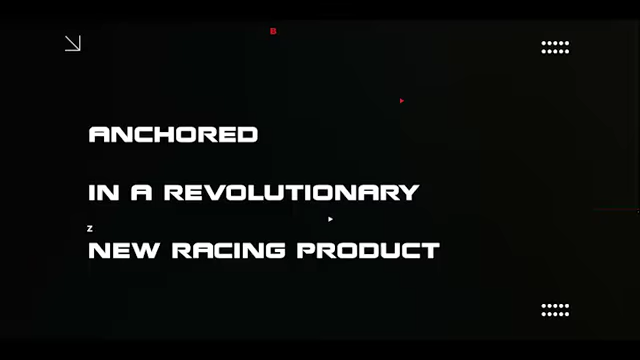 B
ANCHORED
IN A REVOLUTIONARY
Z
NEW RACING PRODUCT